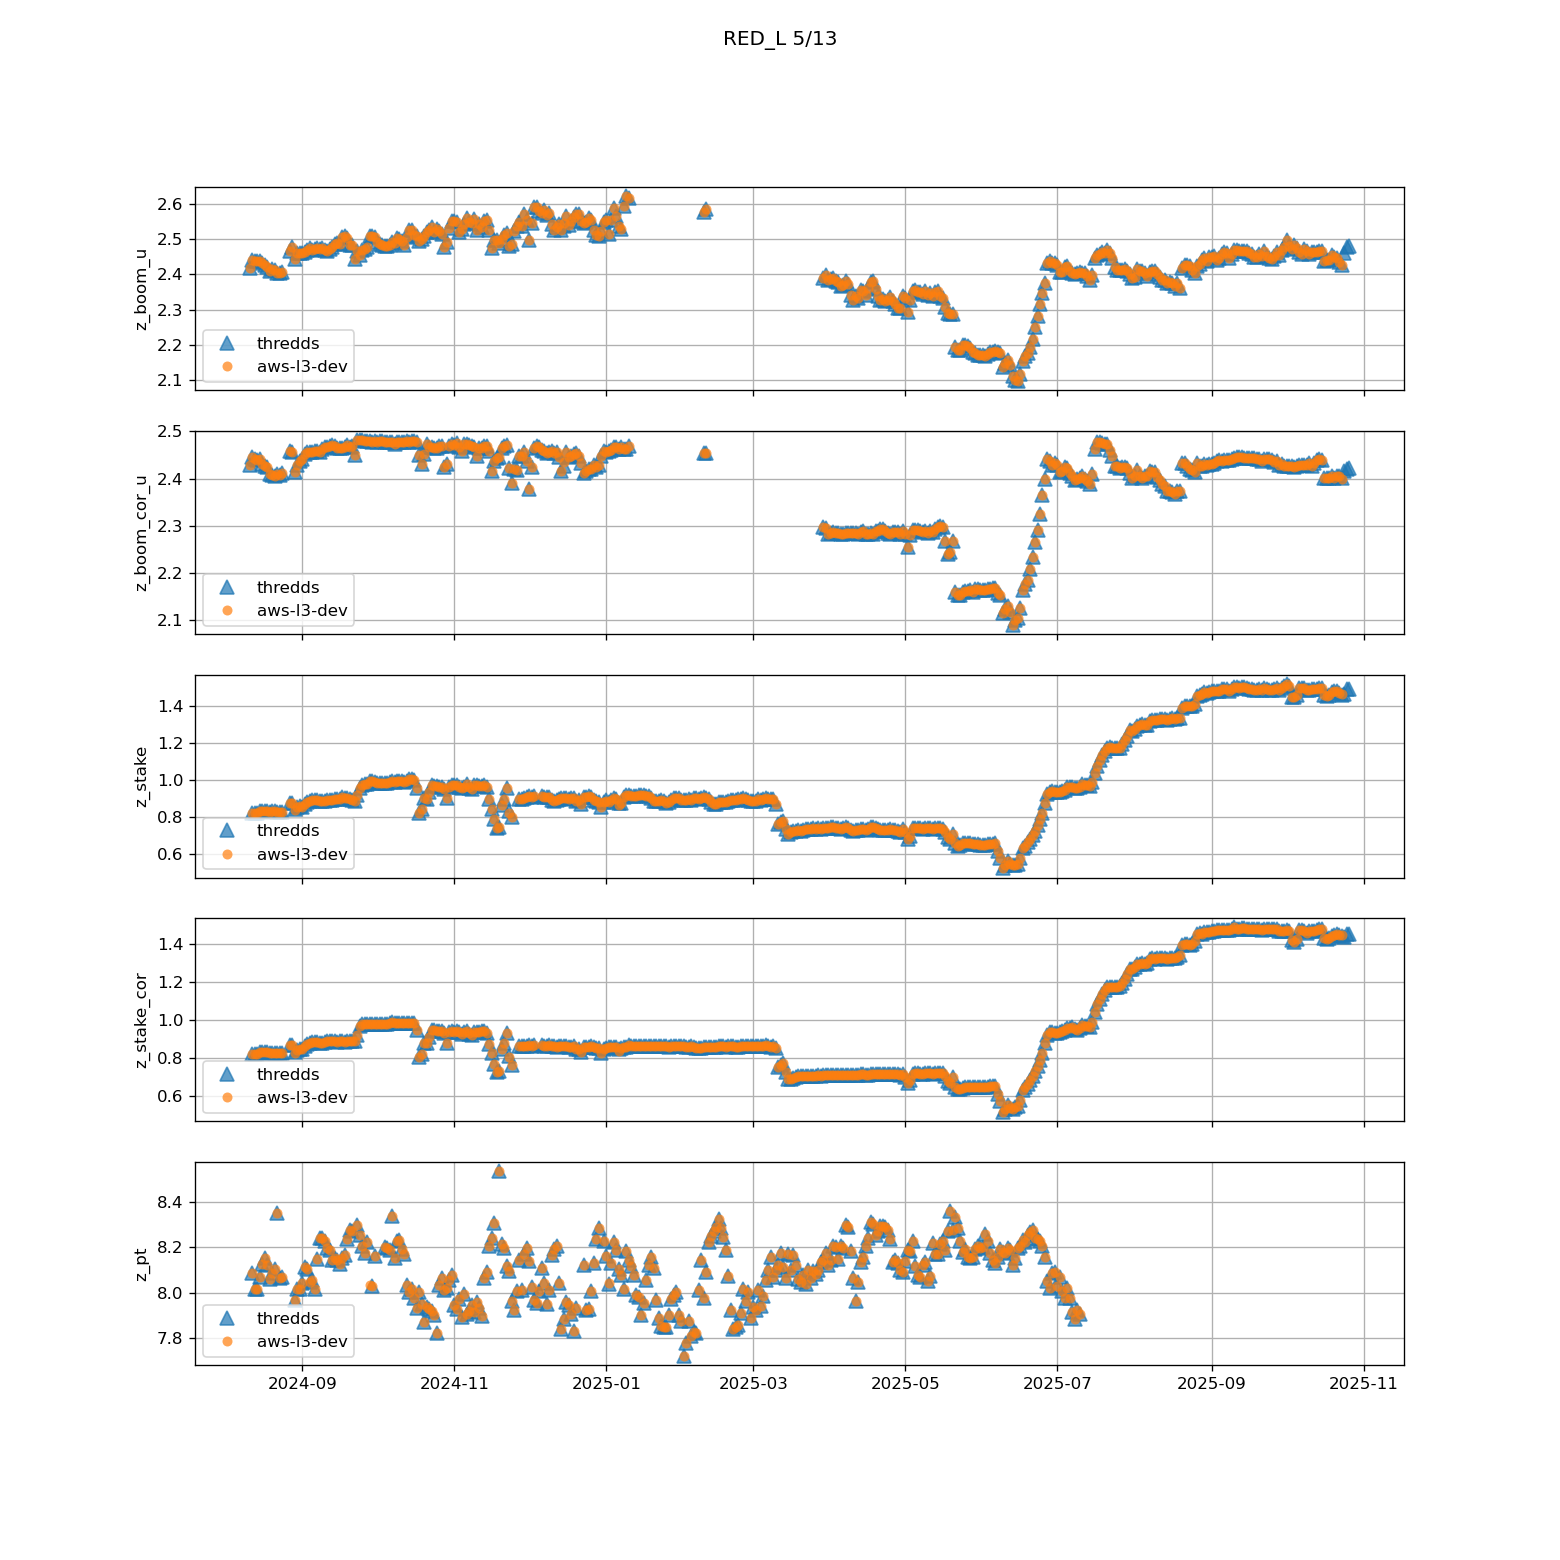 RED_L 5/13
z_boom_u
2.6
2.5
2.4
2.3
2.2
2.1
thredds
aws-l3-dev
z_boom_cor_u
2.5
2.4
2.3
2.2
2.1
thredds
aws-l3-dev
z_stake
1.4
1.2
1.0
0.8
0.6
thredds
aws-l3-dev
z_stake_cor
1.4
1.2
1.0
0.8
0.6
thredds
aws-l3-dev
z_pt
8.4
8.2
8.0
7.8
thredds
aws-l3-dev
2024-09 2024-11 2025-01 2025-03 2025-05 2025-07 2025-09 2025-11